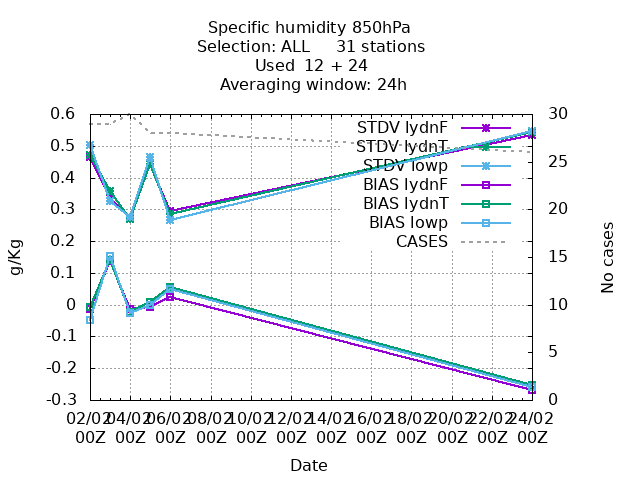 Specific humidity 850hPa
Selection: ALL     31 stations
Used  12 + 24
Averaging window: 24h
0.6
0.5
0.4
0.3
0.2
0.1
0
-0.1
-0.2
-0.3
g/Kg
STDV lydnF
STDV lydnT
STDV lowp
BIAS lydnF
BIAS lydnT
BIAS lowp
CASES
30
25
20
15
10
5
0
No cases
02/02 04/02 06/02 08/02 10/02 12/02 14/02 16/02 18/02 20/02 22/02 24/02
00Z 00Z 00Z 00Z 00Z 00Z 00Z 00Z 00Z 00Z 00Z 00Z
Date